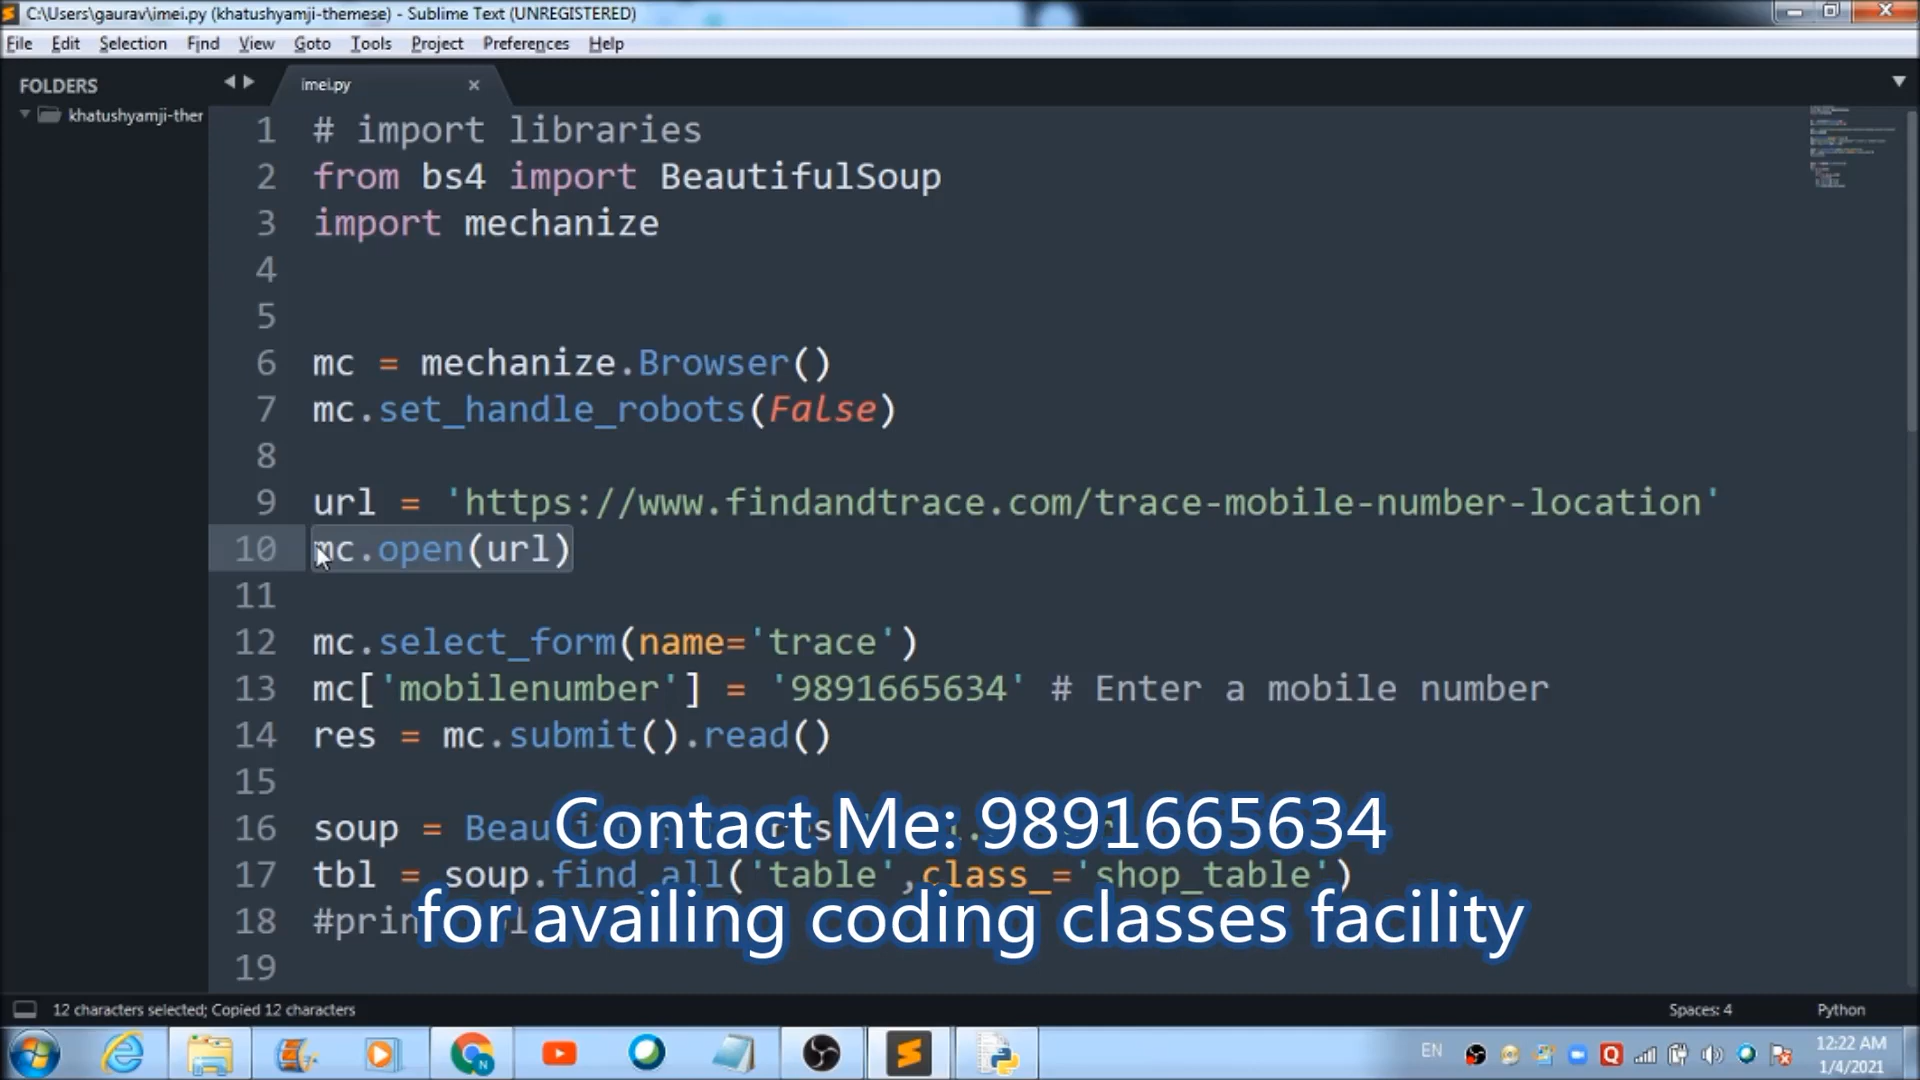 C:\Users\gaurav\imei.py (khatushyamji-themese) - Sublime Text (UNREGISTERED)
File Edit Selection Find View Goto Tools Project Preferences Help
FOLDERS
khatushyamji-ther
imei.py
1 # import libraries
2 from bs4 import BeautifulSoup
3 import mechanize
4
5
6 mc = mechanize.Browser()
7 mc.set_handle_robots(False)
8
9 url = 'https://www.findandtrace.com/trace-mobile-number-location'
10 mc.open(url)
11
12 mc.select_form(name='trace')
13 mc['mobilenumber'] = '9891665634' # Enter a mobile number
14 res = mc.submit().read()
15
16 soup =
Contact Me: 9891665634
17 tbl = soup.find_all('table',class_='shop_table')
18
for availing coding classes facility
19
12 characters selected; Copied 12 characters
Spaces: 4 Python
EN
12:22 AM
1/4/2021